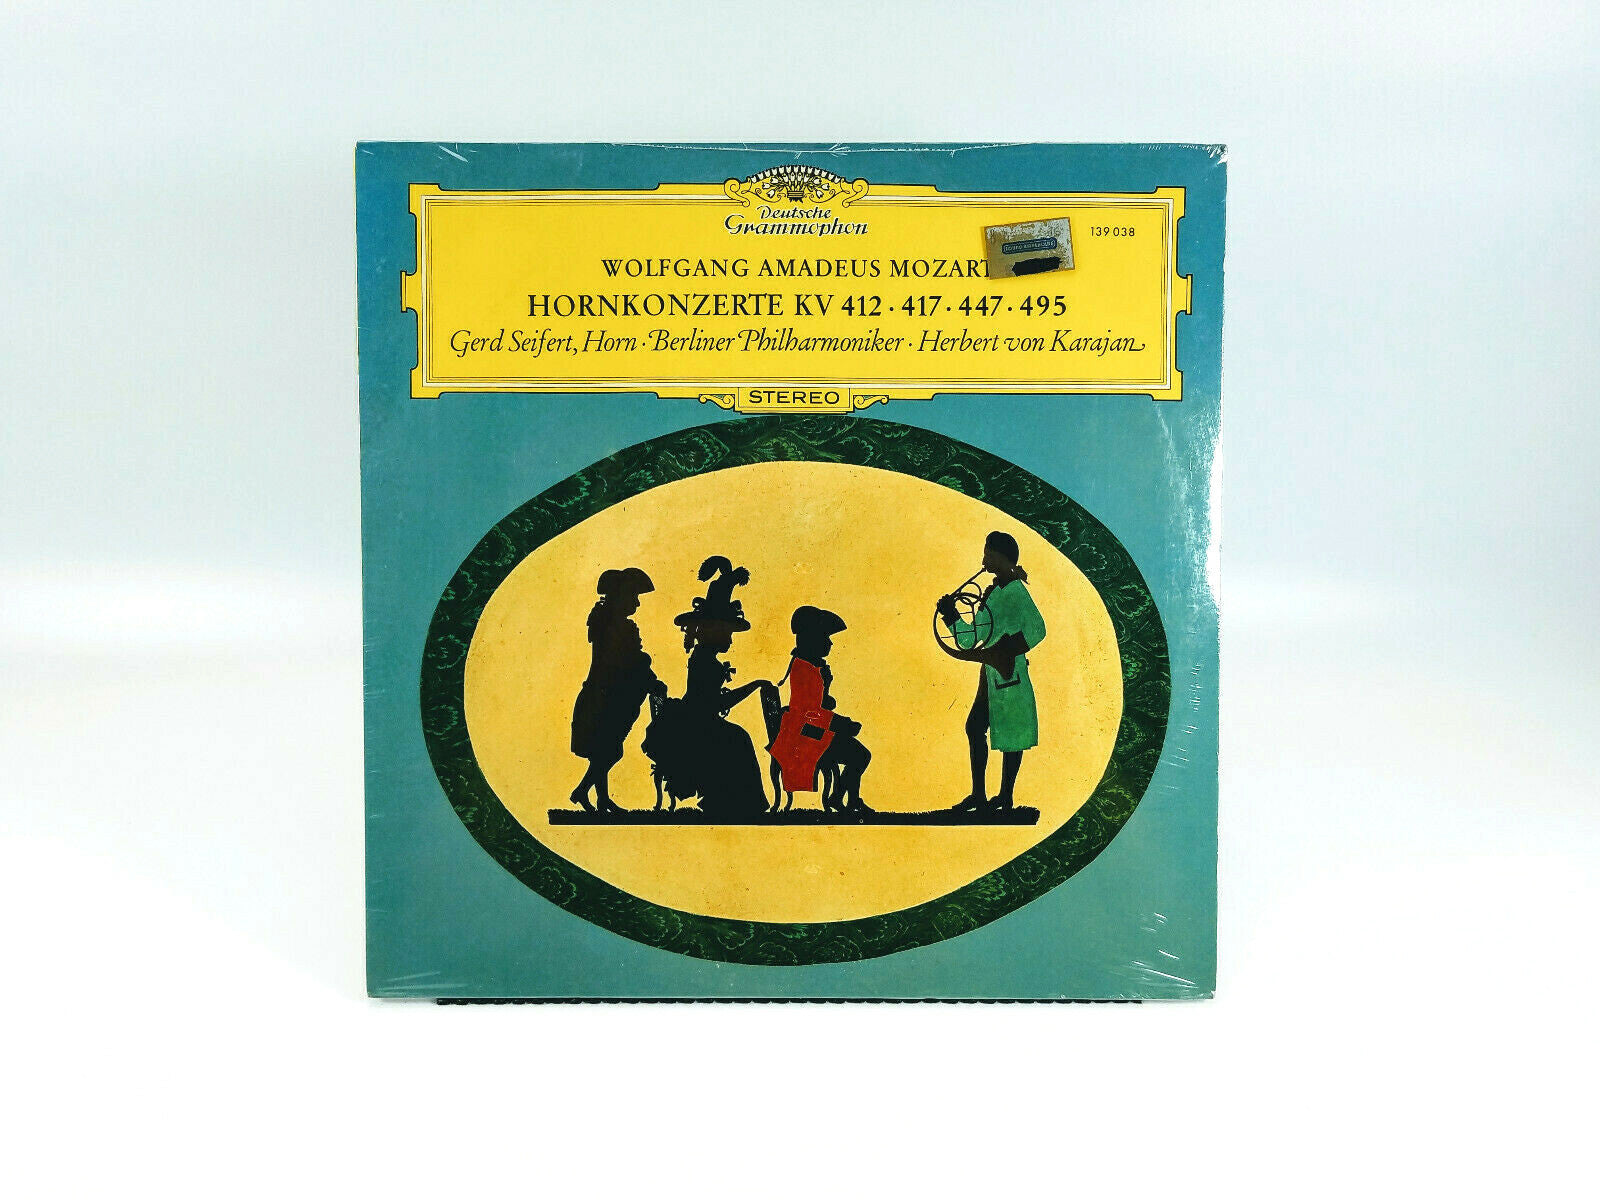 Deutsche
Grammophon
139 038
WOLFGANG AMADEUS MOZART
HORNKONZERTE KV 412 · 417 · 447 · 495
Gerd Seifert, Horn · Berliner Philharmoniker · Herbert von Karajan
STEREO